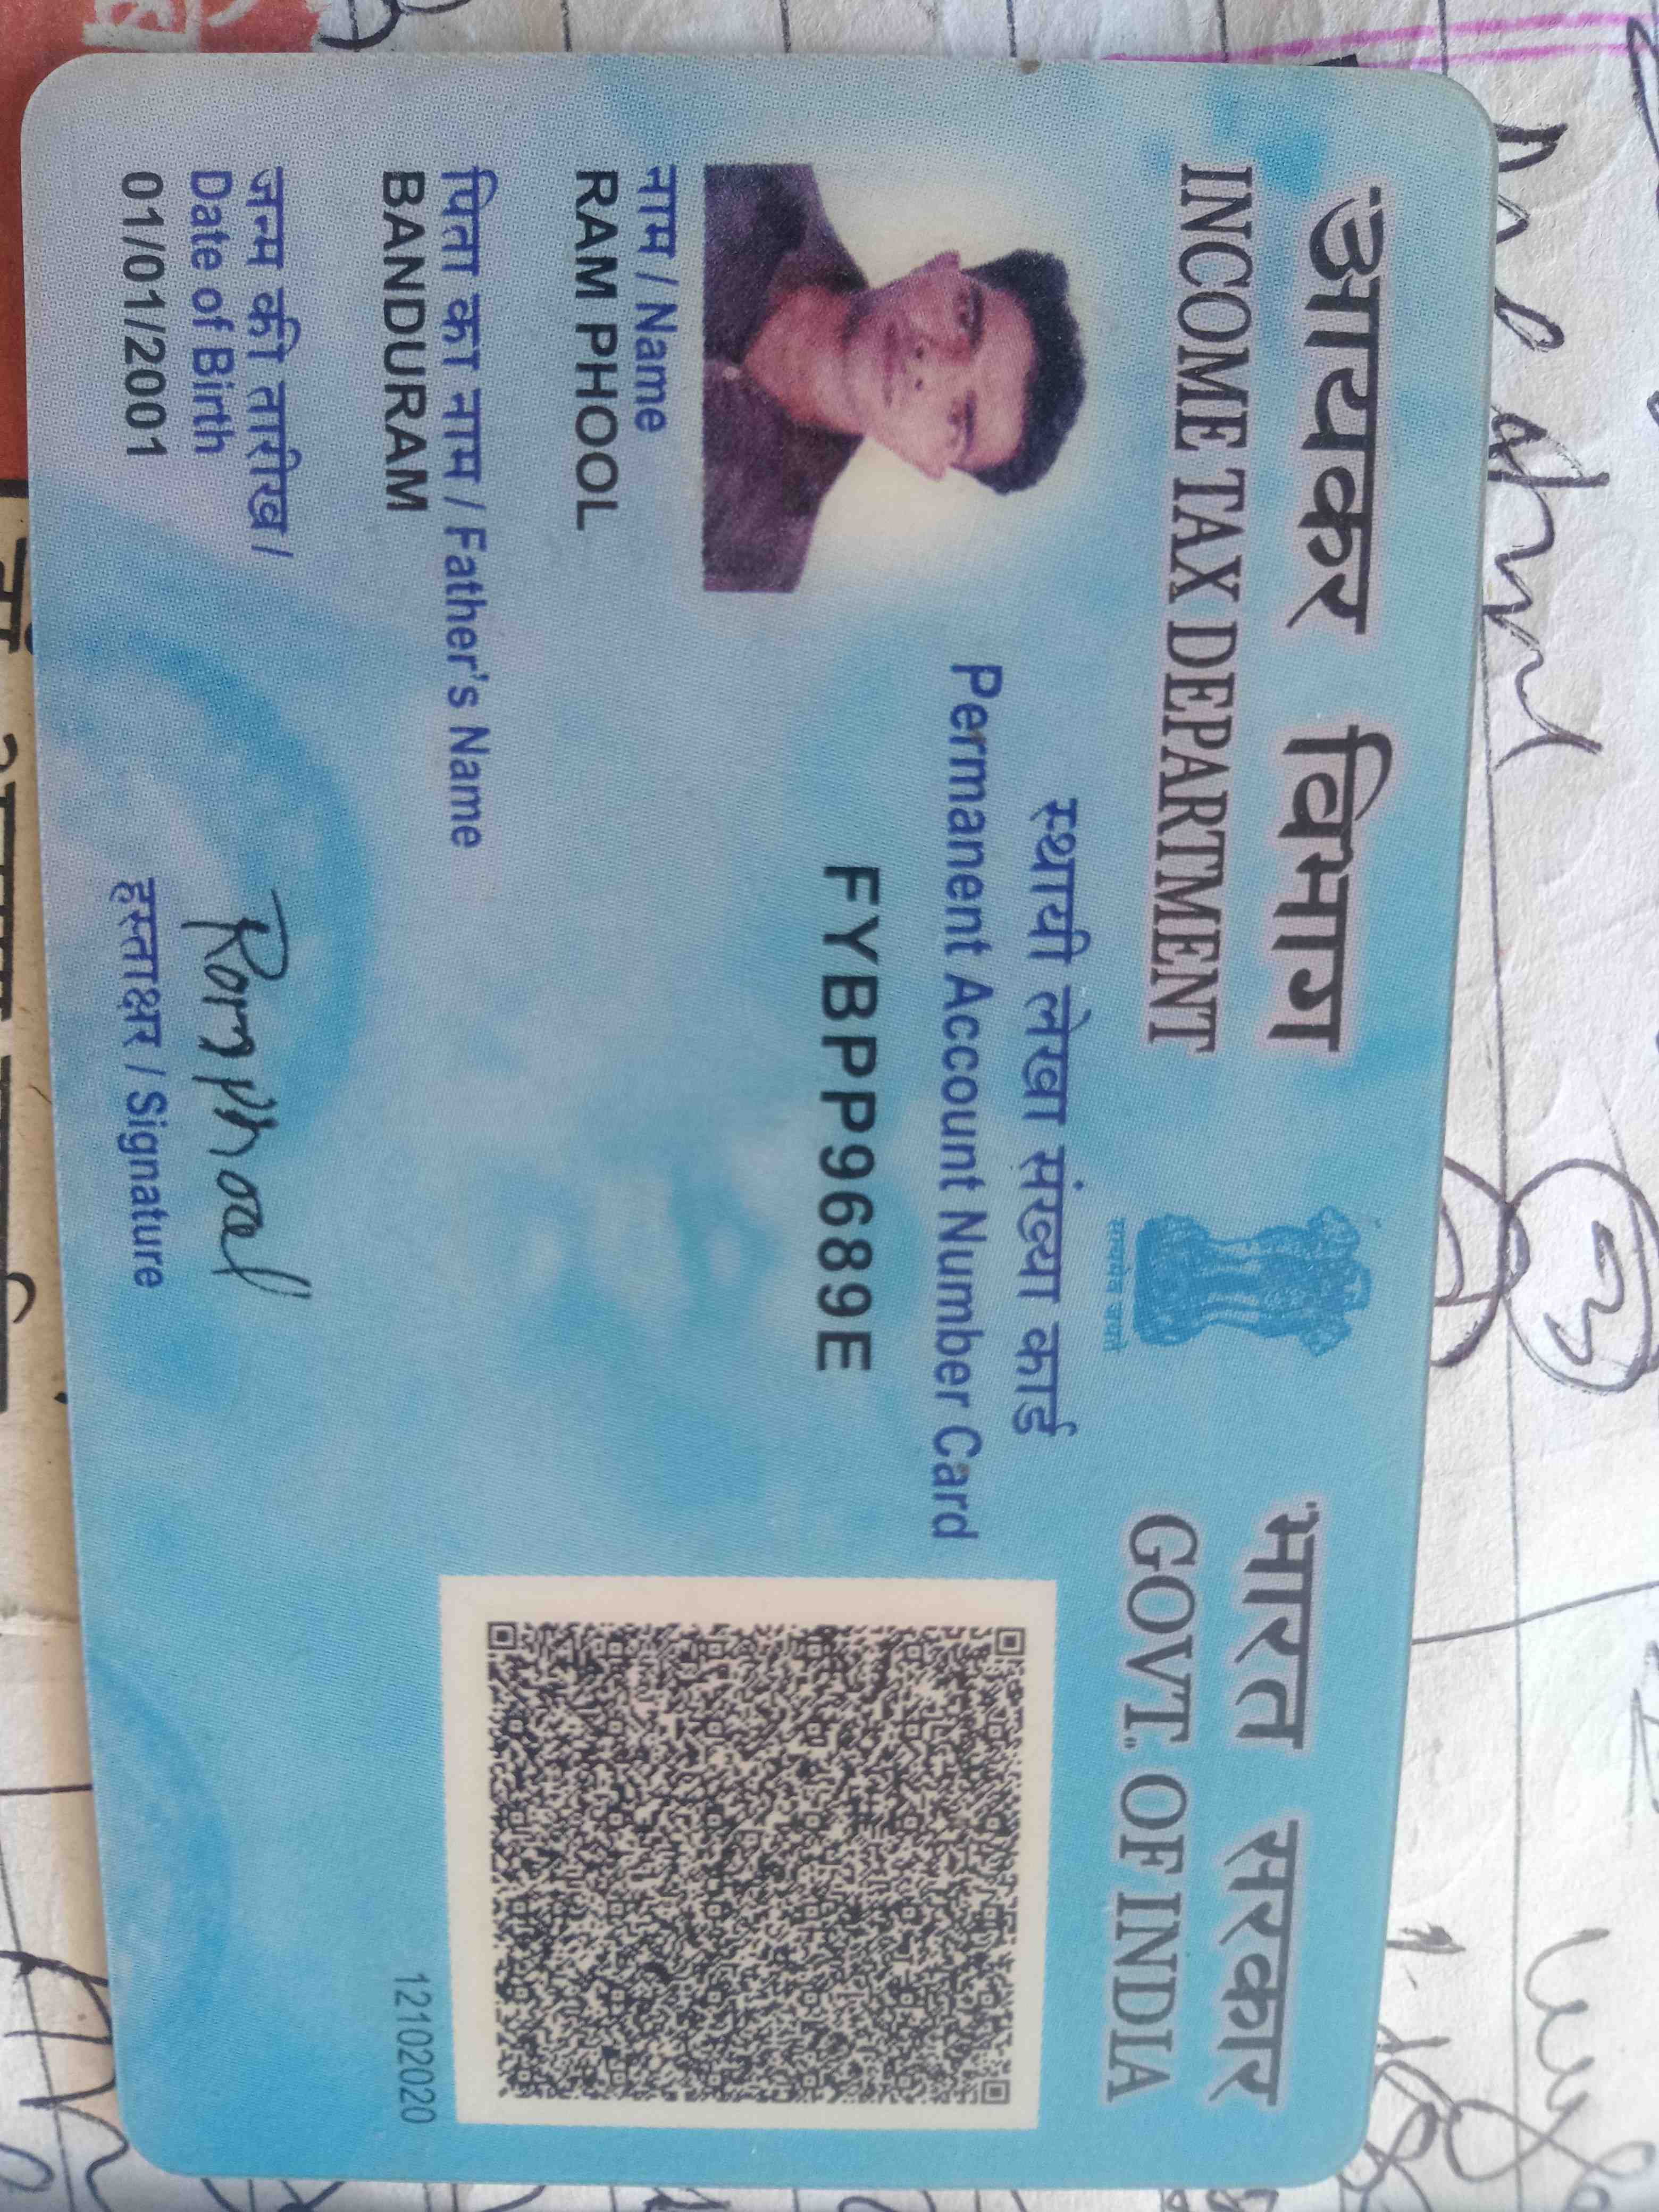 आयकर विभाग
INCOME TAX DEPARTMENT
भारत सरकार
GOVT. OF INDIA
सत्यमेव जयते
स्थायी लेखा संख्या कार्ड
Permanent Account Number Card
FYBPP9689E
नाम / Name
RAM PHOOL
पिता का नाम / Father's Name
BANDURAM
जन्म की तारीख /
Date of Birth
01/01/2001
हस्ताक्षर / Signature
12102020